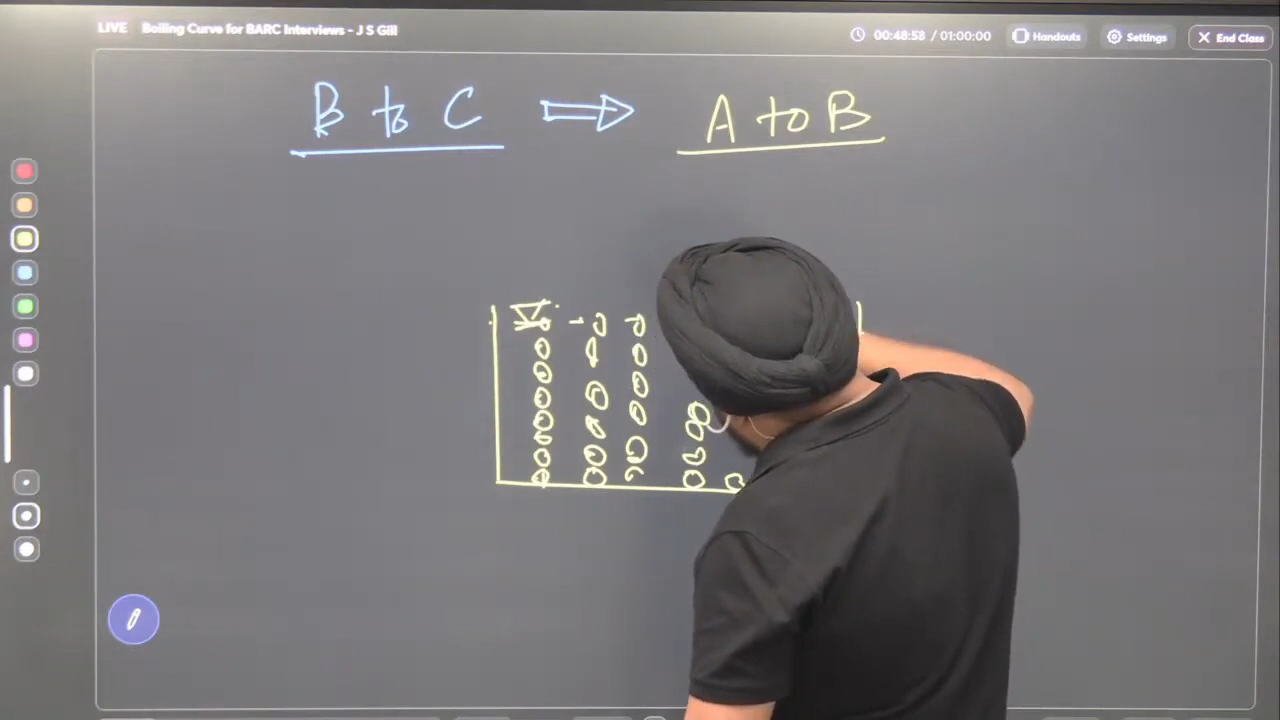 LIVE Boiling Curve for BARC Interviews - J S Gill
00:48:58 / 01:00:00 Handouts Settings X End Class
B to C ⇒ A to B